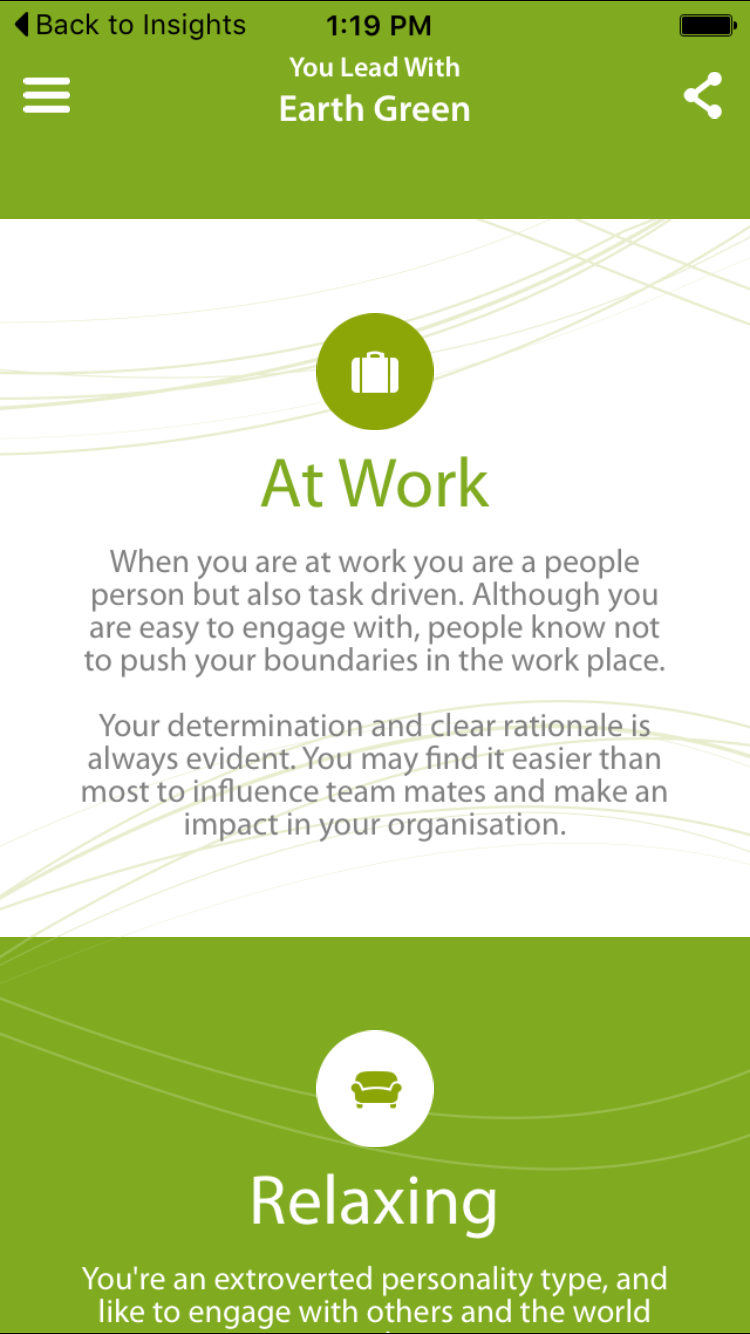 Back to Insights
1:19 PM
You Lead With
Earth Green
At Work
When you are at work you are a people
person but also task driven. Although you
are easy to engage with, people know not
to push your boundaries in the work place.
Your determination and clear rationale is
always evident. You may find it easier than
most to influence team mates and make an
impact in your organisation.
Relaxing
You're an extroverted personality type, and
like to engage with others and the world